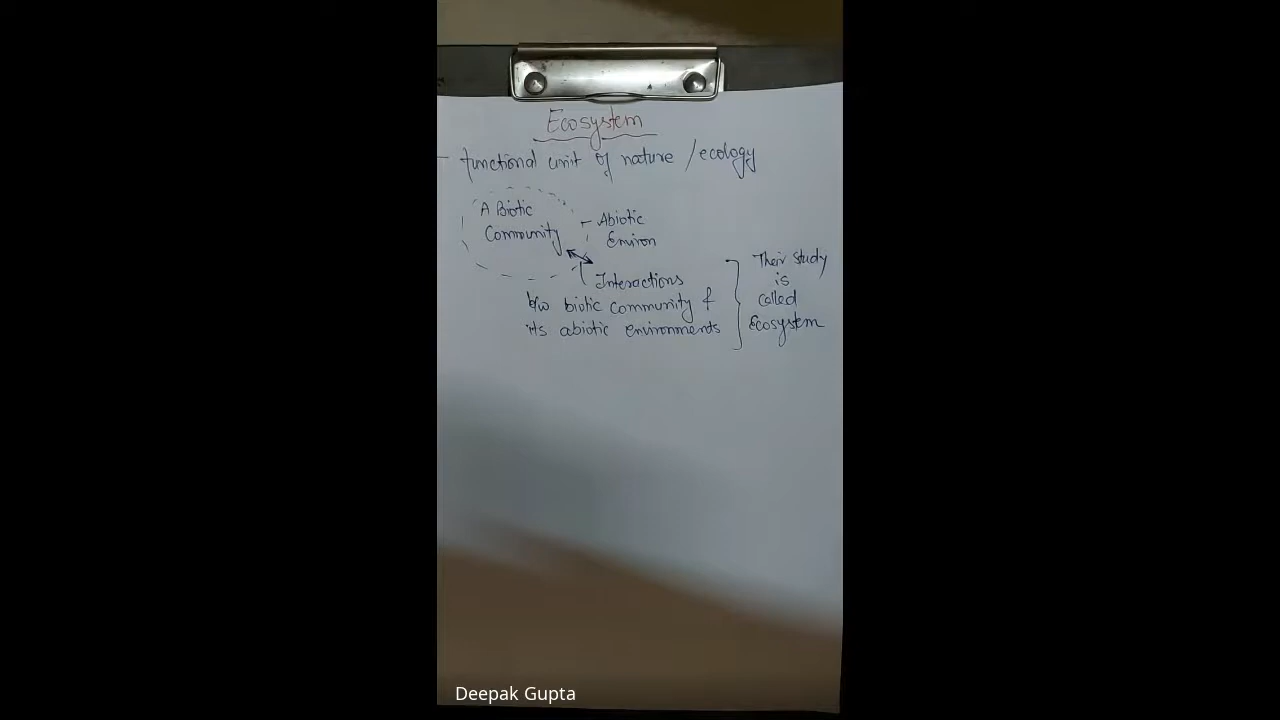 Ecosystem
- functional unit of nature / ecology
A Biotic
Community
- Abiotic
Environ
Interactions
b/w biotic community &
its abiotic environments
Their study
is
called
Ecosystem
Deepak Gupta